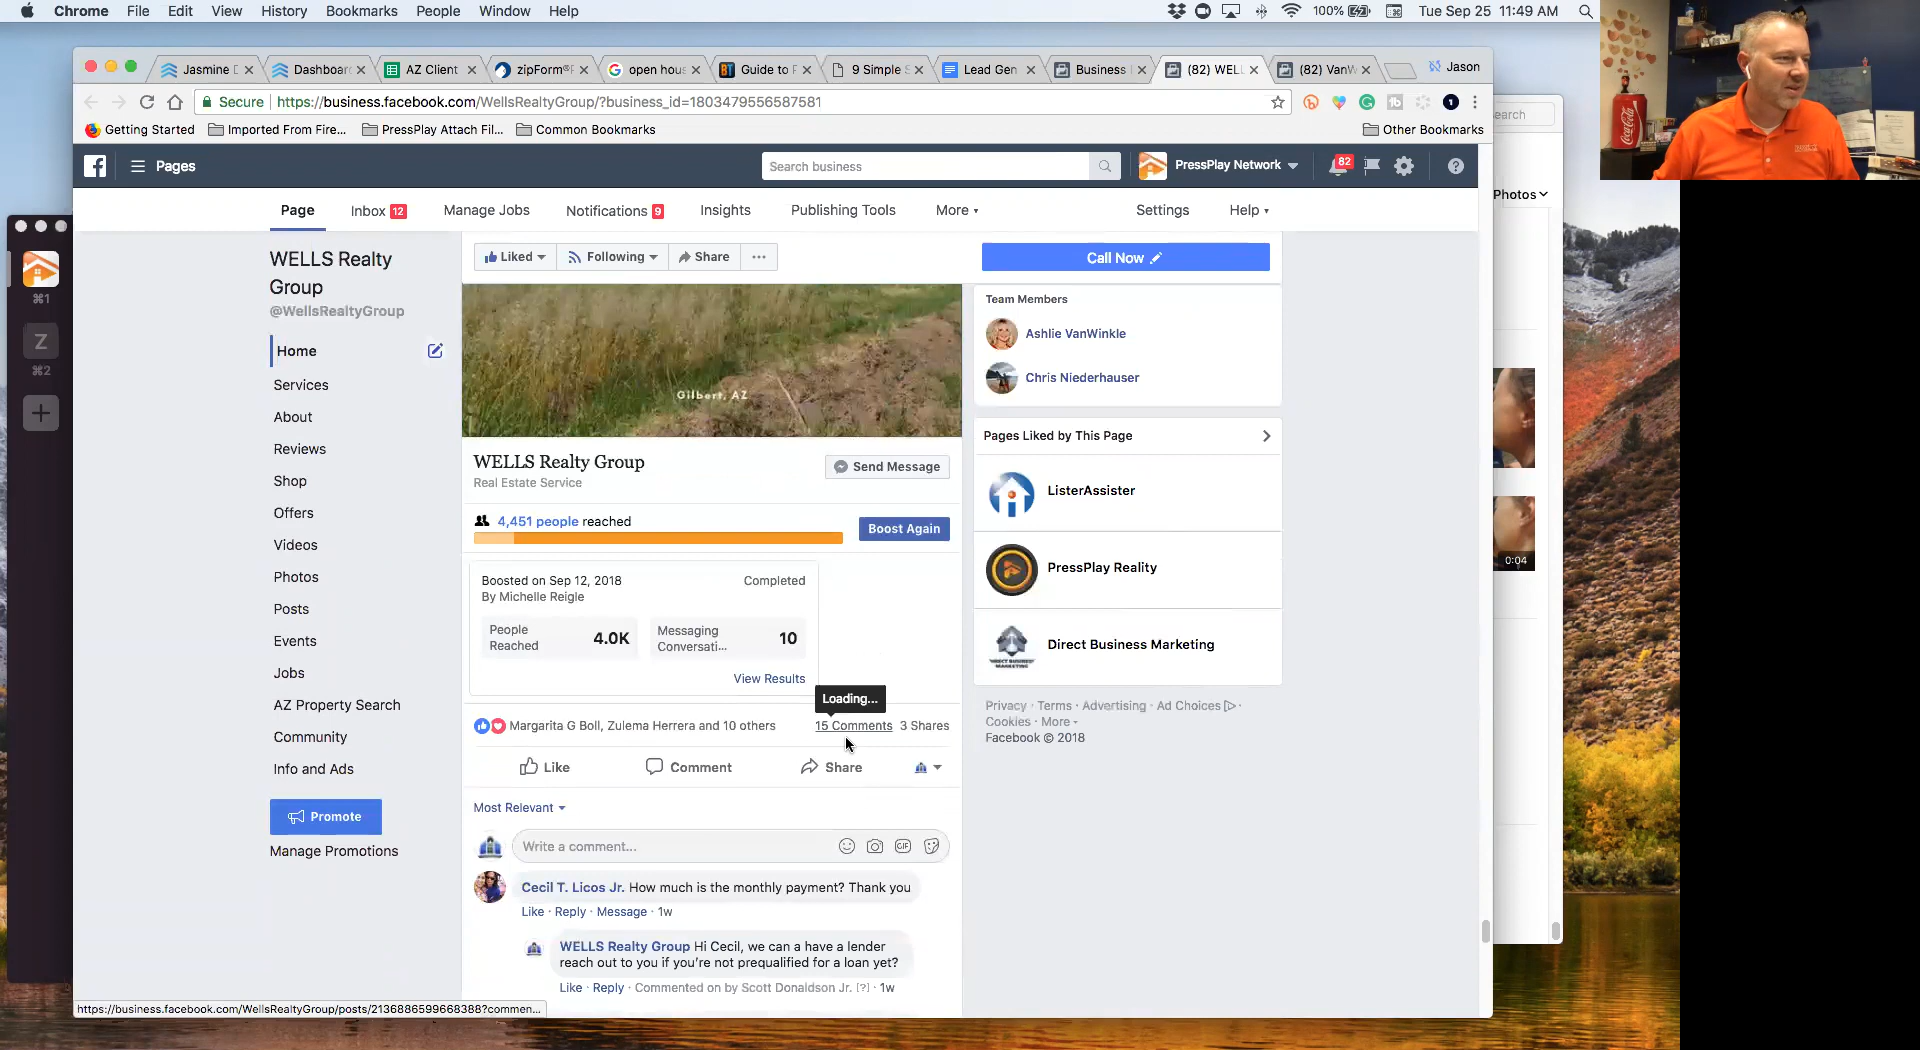 Chrome File Edit View History Bookmarks People Window Help 100% Tue Sep 25 11:49 AM
Jasmine Dashboar AZ Client zipForm® open hous Guide to 9 Simple S Lead Gen Business (82) WEL (82) VanW Jason
Secure https://business.facebook.com/WellsRealtyGroup/?business_id=1803479556587581
Getting Started Imported From Fire... PressPlay Attach Fil... Common Bookmarks Other Bookmarks
Pages Search business PressPlay Network 82
Photos
Page Inbox 12 Manage Jobs Notifications 9 Insights Publishing Tools More Settings Help
WELLS Realty
Group
@WellsRealtyGroup
Home
Services
About
Reviews
Shop
Offers
Videos
Photos
Posts
Events
Jobs
AZ Property Search
Community
Info and Ads
Promote
Manage Promotions
⌘1
Z
⌘2
Liked Following Share ... Call Now
Gilbert, AZ
WELLS Realty Group
Real Estate Service
Send Message
4,451 people reached
Boost Again
Boosted on Sep 12, 2018 Completed
By Michelle Reigle
People
Reached 4.0K
Messaging
Conversati... 10
View Results
Loading...
Margarita G Boll, Zulema Herrera and 10 others 15 Comments 3 Shares
Like Comment Share
Most Relevant
Write a comment... GIF
Cecil T. Licos Jr. How much is the monthly payment? Thank you
Like · Reply · Message · 1w
WELLS Realty Group Hi Cecil, we can a have a lender
reach out to you if you're not prequalified for a loan yet?
Like · Reply · Commented on by Scott Donaldson Jr. [?] · 1w
Team Members
Ashlie VanWinkle
Chris Niederhauser
Pages Liked by This Page
ListerAssister
PressPlay Reality
Direct Business Marketing
Privacy · Terms · Advertising · Ad Choices ·
Cookies · More
Facebook © 2018
0:04
https://business.facebook.com/WellsRealtyGroup/posts/2136886599668388?commen...
Coca-Cola